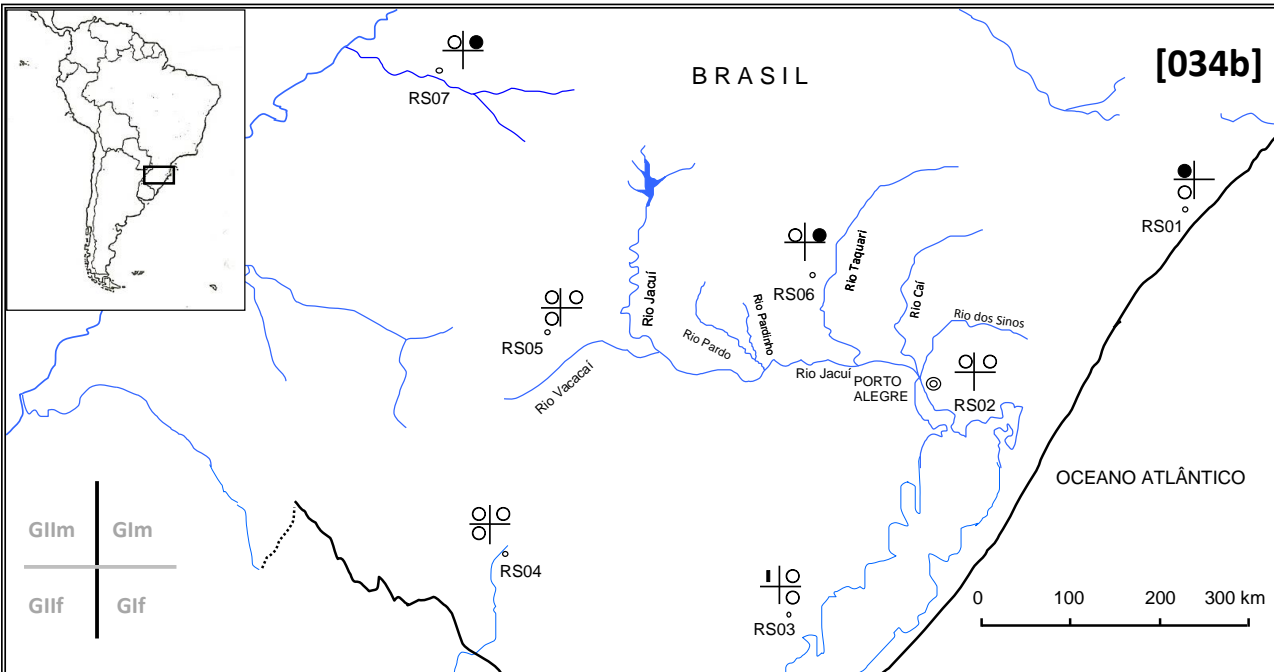 [034b]
BRASIL
RS07
RS01
Rio Taquari
RS06
Rio Caí
Rio Jacuí
Rio Pardinho
Rio dos Sinos
Rio Pardo
RS05
Rio Vacacaí
Rio Jacuí
PORTO
ALEGRE
RS02
OCEANO ATLÂNTICO
GIIm GIm
GIIf GIf
RS04
RS03
0 100 200 300 km